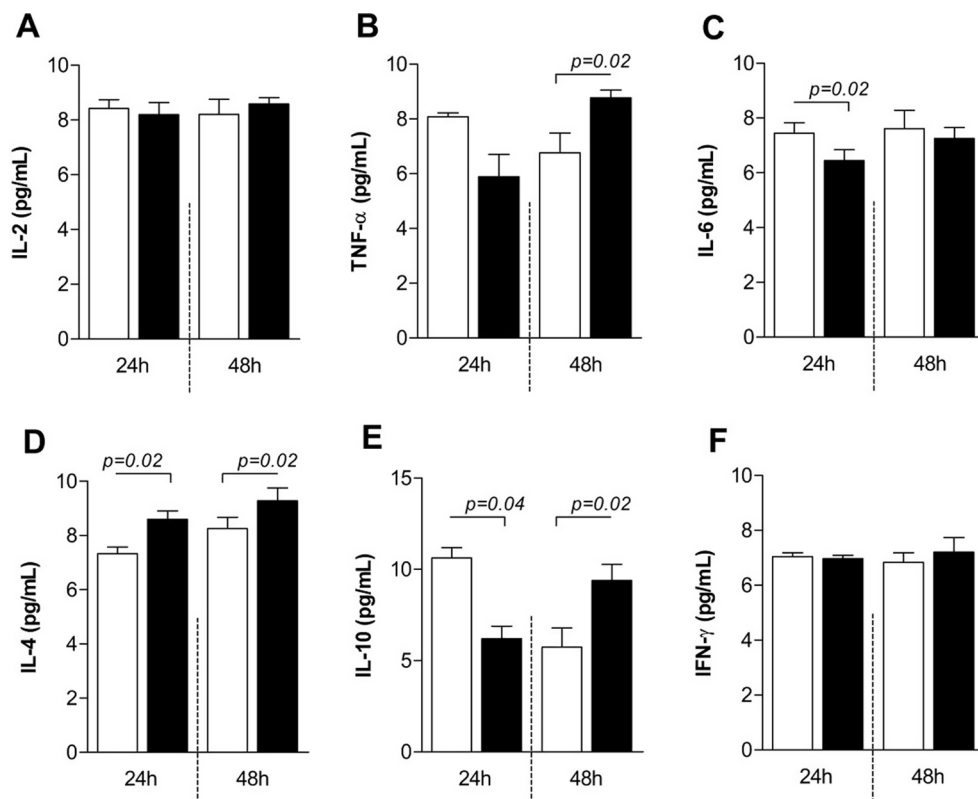 A
IL-2 (pg/mL)
10
8
6
4
2
0
24h
48h
B
TNF-α (pg/mL)
10
8
6
4
2
0
p=0.02
24h
48h
C
IL-6 (pg/mL)
10
8
6
4
2
0
p=0.02
24h
48h
D
IL-4 (pg/mL)
10
8
6
4
2
0
p=0.02
p=0.02
24h
48h
E
IL-10 (pg/mL)
15
10
5
0
p=0.04
p=0.02
24h
48h
F
IFN-γ (pg/mL)
10
8
6
4
2
0
24h
48h